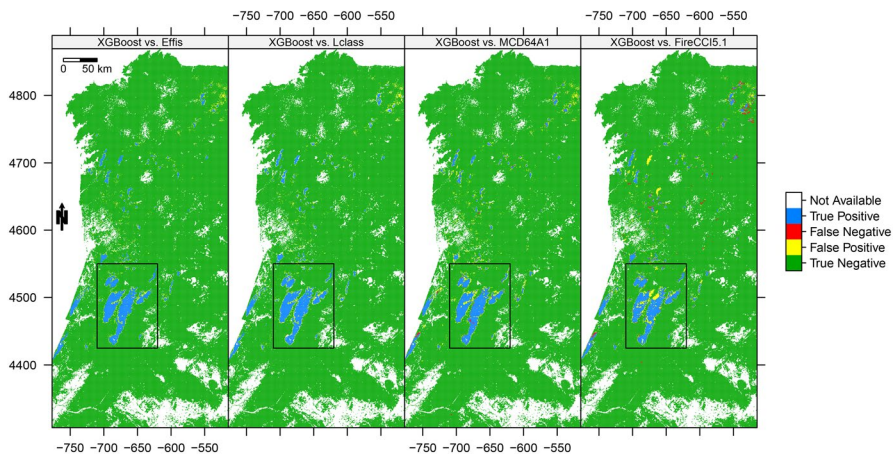 −750 −700 −650 −600 −550 −750 −700 −650 −600 −550
XGBoost vs. Effis XGBoost vs. Lclass XGBoost vs. MCD64A1 XGBoost vs. FireCCI5.1
0 50 km
4800
4700
4600
4500
4400
N
Not Available
True Positive
False Negative
False Positive
True Negative
−750 −700 −650 −600 −550 −750 −700 −650 −600 −550